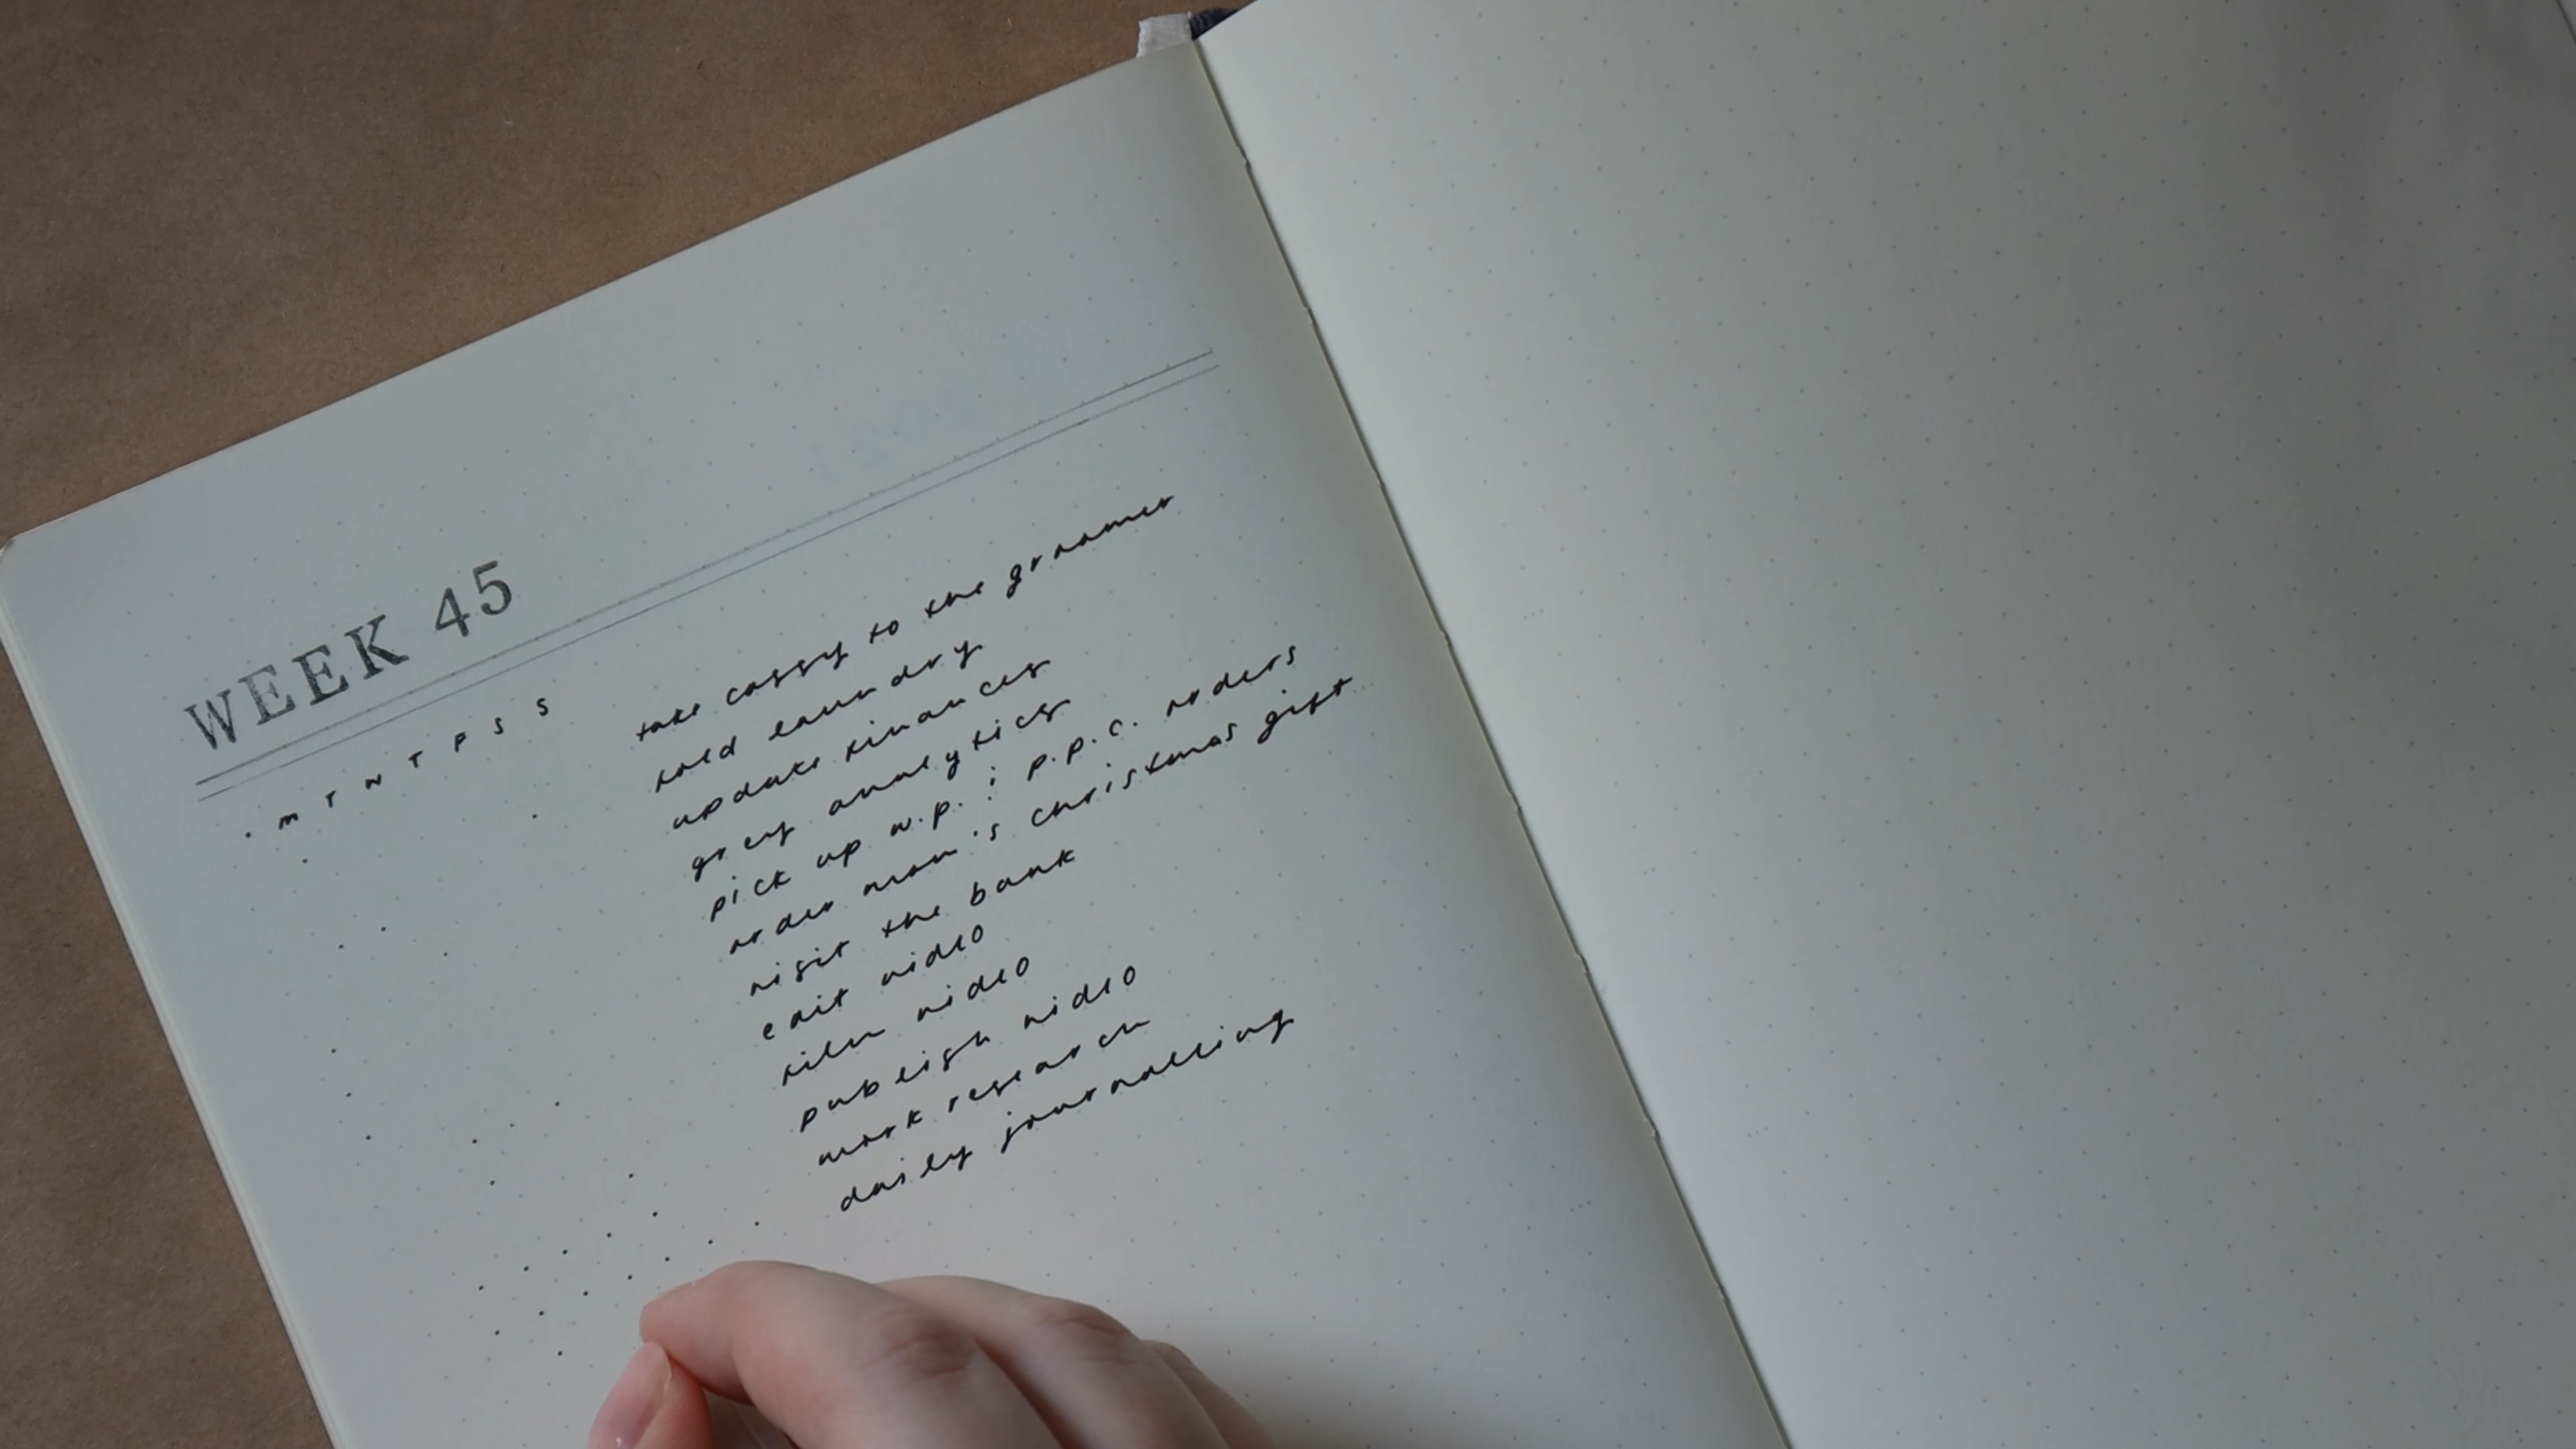 WEEK 45
. M T W T F S S
take cassy to the groomer
fold laundry
update finances
grey analytics
pick up w.p. ; p.p.c. orders
order mom's christmas gift
visit the bank
edit video
film video
publish video
work research
daily journalling